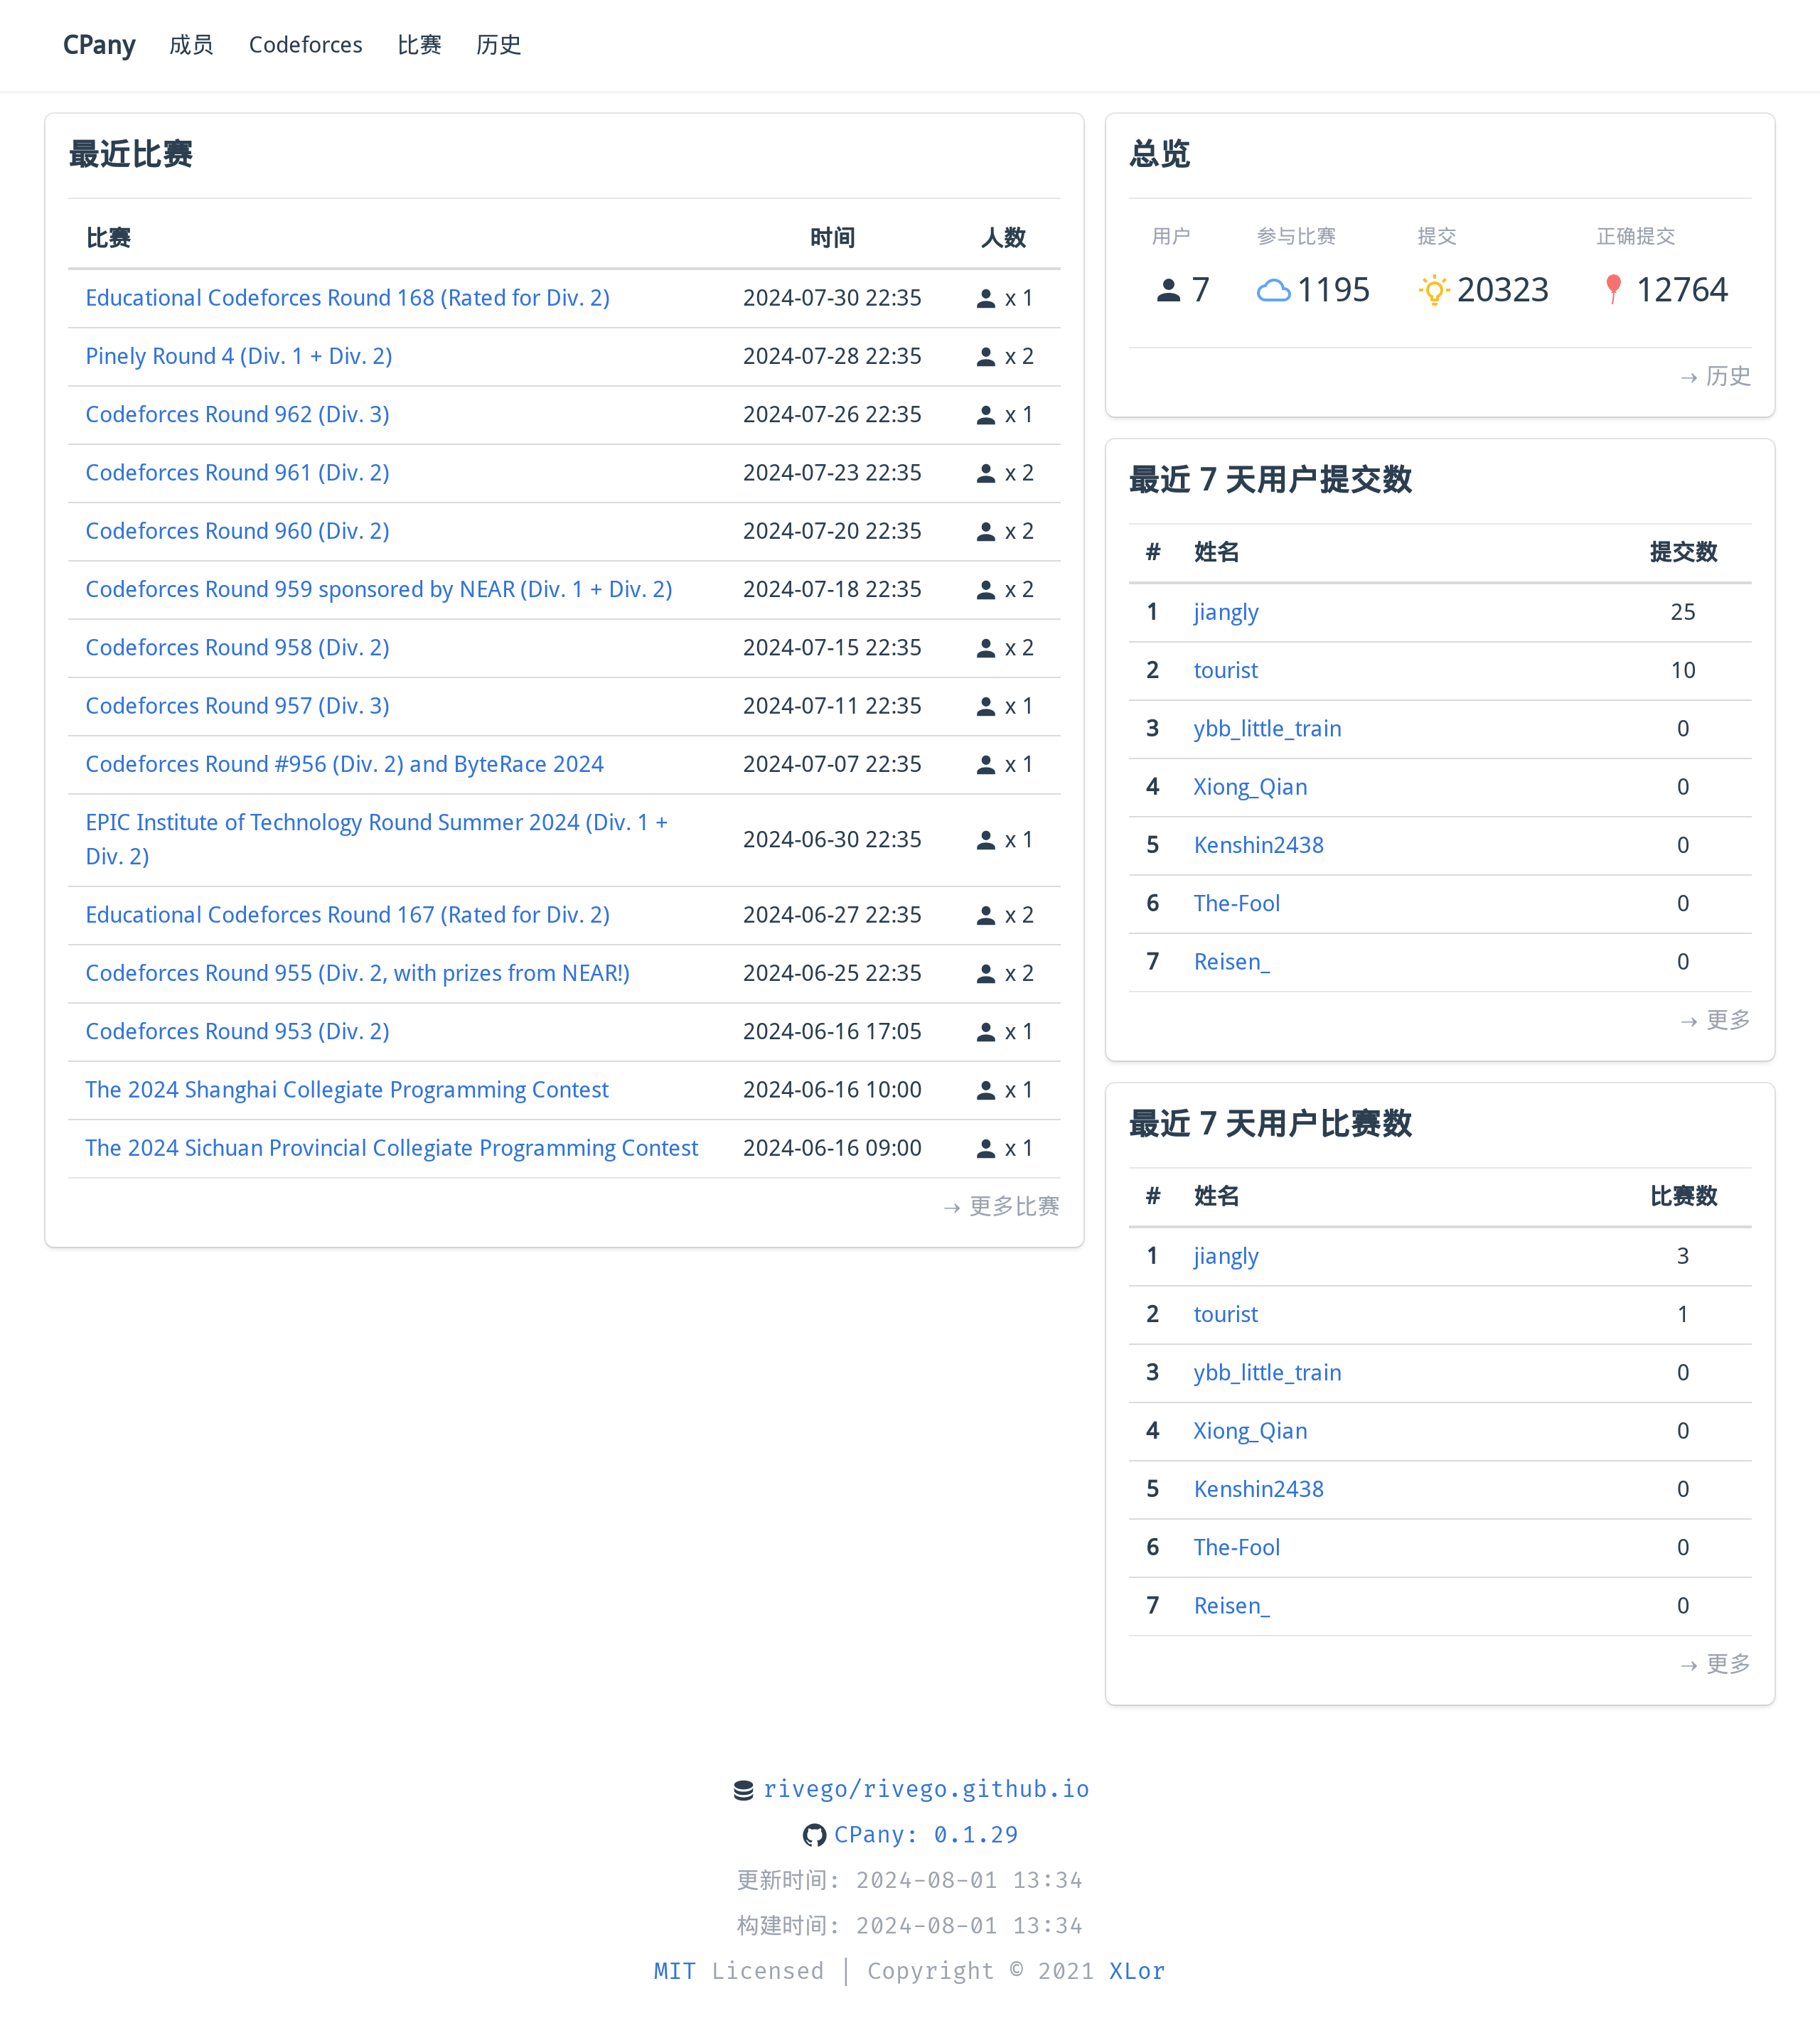 CPany 成员 Codeforces 比赛 历史
最近比赛
比赛 时间 人数
Educational Codeforces Round 168 (Rated for Div. 2) 2024-07-30 22:35 x 1
Pinely Round 4 (Div. 1 + Div. 2) 2024-07-28 22:35 x 2
Codeforces Round 962 (Div. 3) 2024-07-26 22:35 x 1
Codeforces Round 961 (Div. 2) 2024-07-23 22:35 x 2
Codeforces Round 960 (Div. 2) 2024-07-20 22:35 x 2
Codeforces Round 959 sponsored by NEAR (Div. 1 + Div. 2) 2024-07-18 22:35 x 2
Codeforces Round 958 (Div. 2) 2024-07-15 22:35 x 2
Codeforces Round 957 (Div. 3) 2024-07-11 22:35 x 1
Codeforces Round #956 (Div. 2) and ByteRace 2024 2024-07-07 22:35 x 1
EPIC Institute of Technology Round Summer 2024 (Div. 1 +
Div. 2) 2024-06-30 22:35 x 1
Educational Codeforces Round 167 (Rated for Div. 2) 2024-06-27 22:35 x 2
Codeforces Round 955 (Div. 2, with prizes from NEAR!) 2024-06-25 22:35 x 2
Codeforces Round 953 (Div. 2) 2024-06-16 17:05 x 1
The 2024 Shanghai Collegiate Programming Contest 2024-06-16 10:00 x 1
The 2024 Sichuan Provincial Collegiate Programming Contest 2024-06-16 09:00 x 1
→ 更多比赛
总览
用户 参与比赛 提交 正确提交
7 1195 20323 12764
→ 历史
最近 7 天用户提交数
# 姓名 提交数
1 jiangly 25
2 tourist 10
3 ybb_little_train 0
4 Xiong_Qian 0
5 Kenshin2438 0
6 The-Fool 0
7 Reisen_ 0
→ 更多
最近 7 天用户比赛数
# 姓名 比赛数
1 jiangly 3
2 tourist 1
3 ybb_little_train 0
4 Xiong_Qian 0
5 Kenshin2438 0
6 The-Fool 0
7 Reisen_ 0
→ 更多
rivego/rivego.github.io
CPany: 0.1.29
更新时间: 2024-08-01 13:34
构建时间: 2024-08-01 13:34
MIT Licensed | Copyright © 2021 XLor